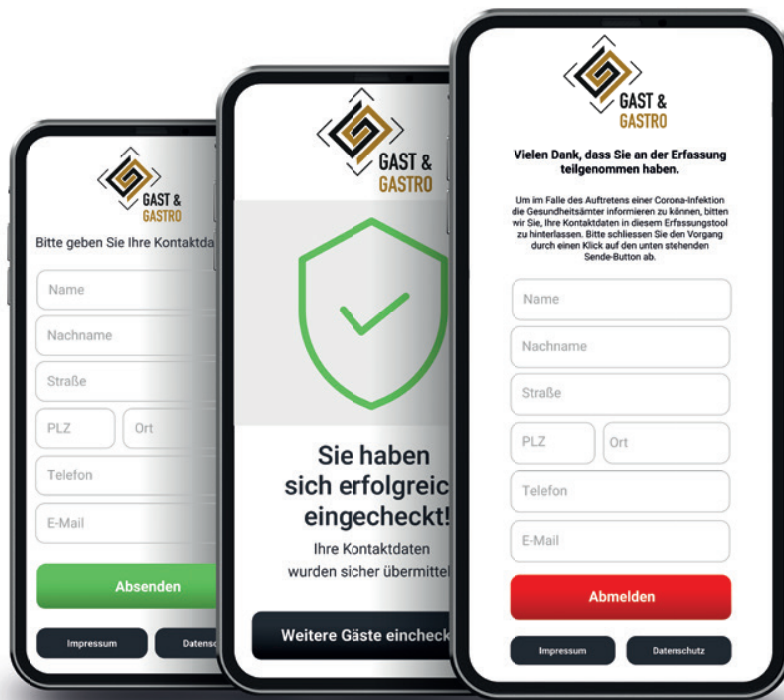 GAST &
GASTRO
Bitte geben Sie Ihre Kontaktda
Name
Nachname
Straße
PLZ
Ort
Telefon
E-Mail
Absenden
Impressum
Datensc
GAST &
GASTRO
Sie haben
sich erfolgreic
eingecheckt!
Ihre Kontaktdaten
wurden sicher übermittel
Weitere Gäste eincheck
GAST &
GASTRO
Vielen Dank, dass Sie an der Erfassung
teilgenommen haben.
Um im Falle des Auftretens einer Corona-Infektion
die Gesundheitsämter informieren zu können, bitten
wir Sie, Ihre Kontaktdaten in diesem Erfassungstool
zu hinterlassen. Bitte schliessen Sie den Vorgang
durch einen Klick auf den unten stehenden
Sende-Button ab.
Name
Nachname
Straße
PLZ
Ort
Telefon
E-Mail
Abmelden
Impressum
Datenschutz